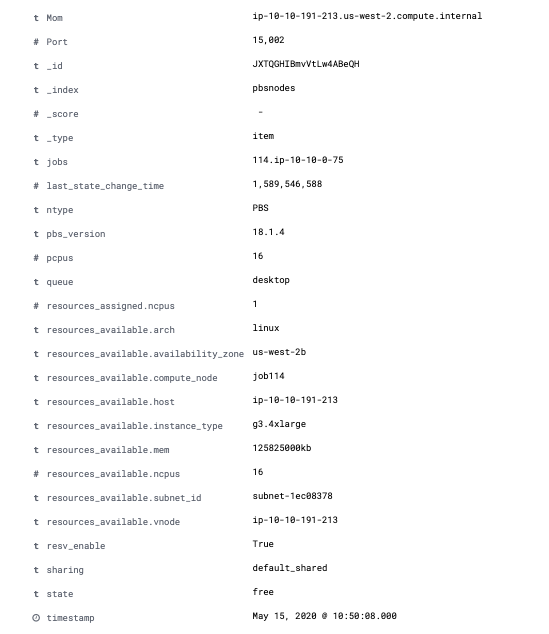 t Mom ip-10-10-191-213.us-west-2.compute.internal
# Port 15,002
t _id JXTQGHIBmvVtLw4ABeQH
t _index pbsnodes
# _score -
t _type item
t jobs 114.ip-10-10-0-75
# last_state_change_time 1,589,546,588
t ntype PBS
t pbs_version 18.1.4
# pcpus 16
t queue desktop
# resources_assigned.ncpus 1
t resources_available.arch linux
t resources_available.availability_zone us-west-2b
t resources_available.compute_node job114
t resources_available.host ip-10-10-191-213
t resources_available.instance_type g3.4xlarge
t resources_available.mem 125825000kb
# resources_available.ncpus 16
t resources_available.subnet_id subnet-1ec08378
t resources_available.vnode ip-10-10-191-213
t resv_enable True
t sharing default_shared
t state free
timestamp May 15, 2020 @ 10:50:08.000